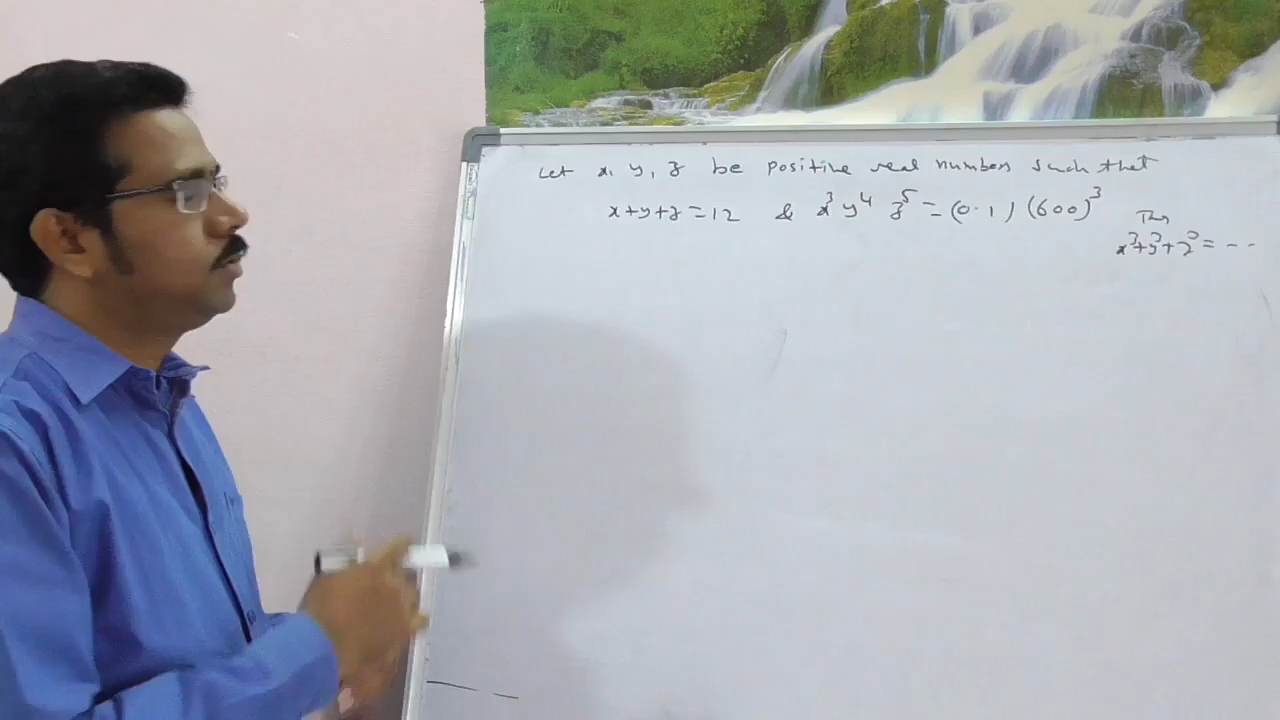 Let x, y, z be positive real numbers such that
x+y+z=12 & x³ y⁴ z⁵ = (0.1) (600)³
Then
x³+y³+z³ = ---